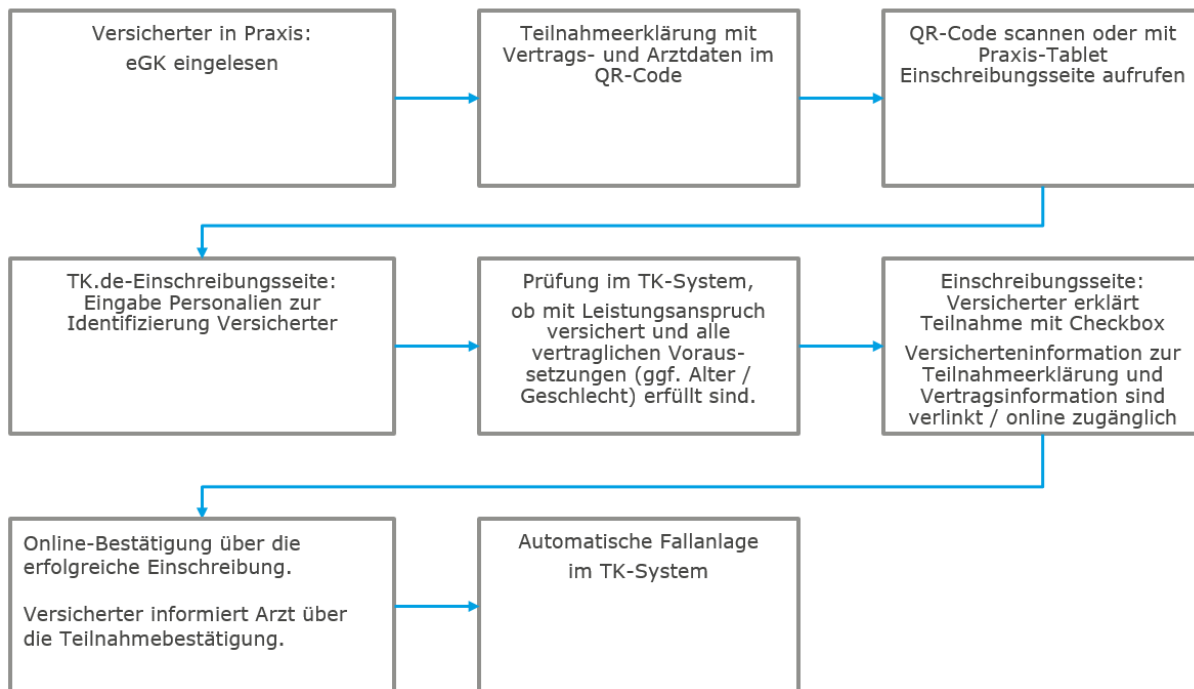 Versicherter in Praxis:
eGK eingelesen
Teilnahmeerklärung mit
Vertrags- und Arztdaten im
QR-Code
QR-Code scannen oder mit
Praxis-Tablet
Einschreibungsseite aufrufen
TK.de-Einschreibungsseite:
Eingabe Personalien zur
Identifizierung Versicherter
Prüfung im TK-System,
ob mit Leistungsanspruch
versichert und alle
vertraglichen Voraus-
setzungen (ggf. Alter /
Geschlecht) erfüllt sind.
Einschreibungsseite:
Versicherter erklärt
Teilnahme mit Checkbox
Versicherteninformation zur
Teilnahmeerklärung und
Vertragsinformation sind
verlinkt / online zugänglich
Online-Bestätigung über die
erfolgreiche Einschreibung.
Versicherter informiert Arzt über
die Teilnahmebestätigung.
Automatische Fallanlage
im TK-System